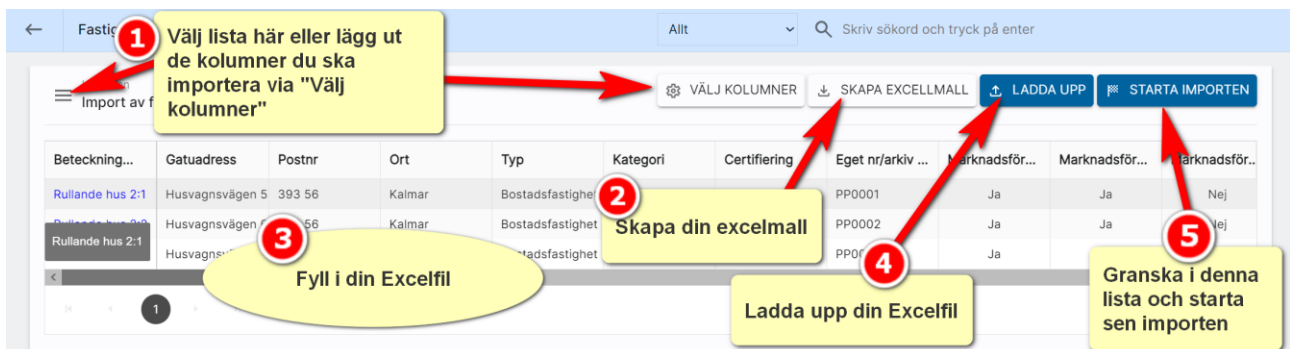 Fastig
Allt
Skriv sökord och tryck på enter
1
Välj lista här eller lägg ut
de kolumner du ska
importera via "Välj
kolumner"
Import av f
VÄLJ KOLUMNER
SKAPA EXCELLMALL
LADDA UPP
STARTA IMPORTEN
Beteckning... Gatuadress Postnr Ort Typ Kategori Certifiering Eget nr/arkiv ... Marknadsför... Marknadsför... Marknadsför..
Rullande hus 2:1 Husvagnsvägen 5 393 56 Kalmar Bostadsfastighet PP0001 Ja Ja Nej
Husvagnsvägen 56 Kalmar Bostadsfastighet PP0002 Ja Ja Nej
Rullande hus 2:1
Ja
2
Skapa din excelmall
3
Fyll i din Excelfil
4
Ladda upp din Excelfil
5
Granska i denna
lista och starta
sen importen
1